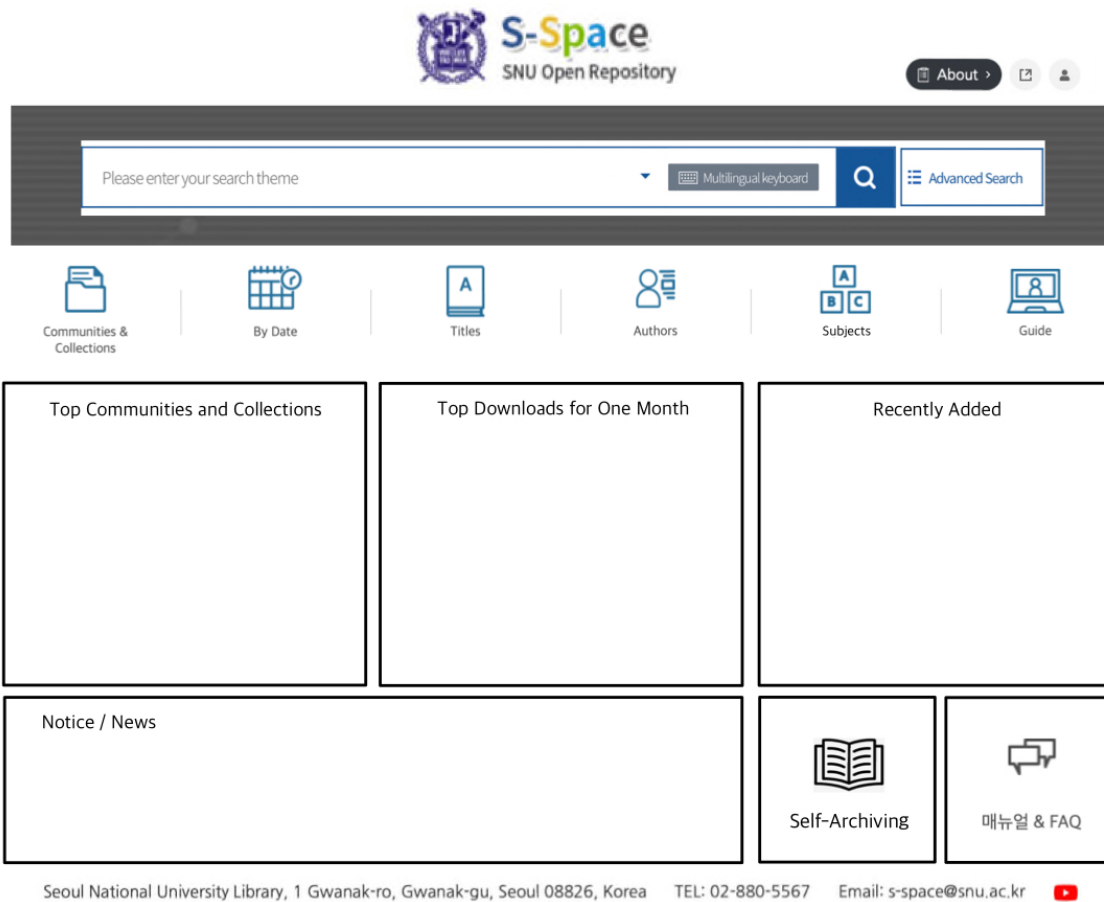 S-Space
SNU Open Repository
About ›
Please enter your search theme
Multilingual keyboard
Advanced Search
Communities &
Collections
By Date
A
Titles
Authors
A
B C
Subjects
Guide
Top Communities and Collections
Top Downloads for One Month
Recently Added
Notice / News
Self-Archiving
매뉴얼 & FAQ
Seoul National University Library, 1 Gwanak-ro, Gwanak-gu, Seoul 08826, Korea TEL: 02-880-5567 Email: s-space@snu.ac.kr